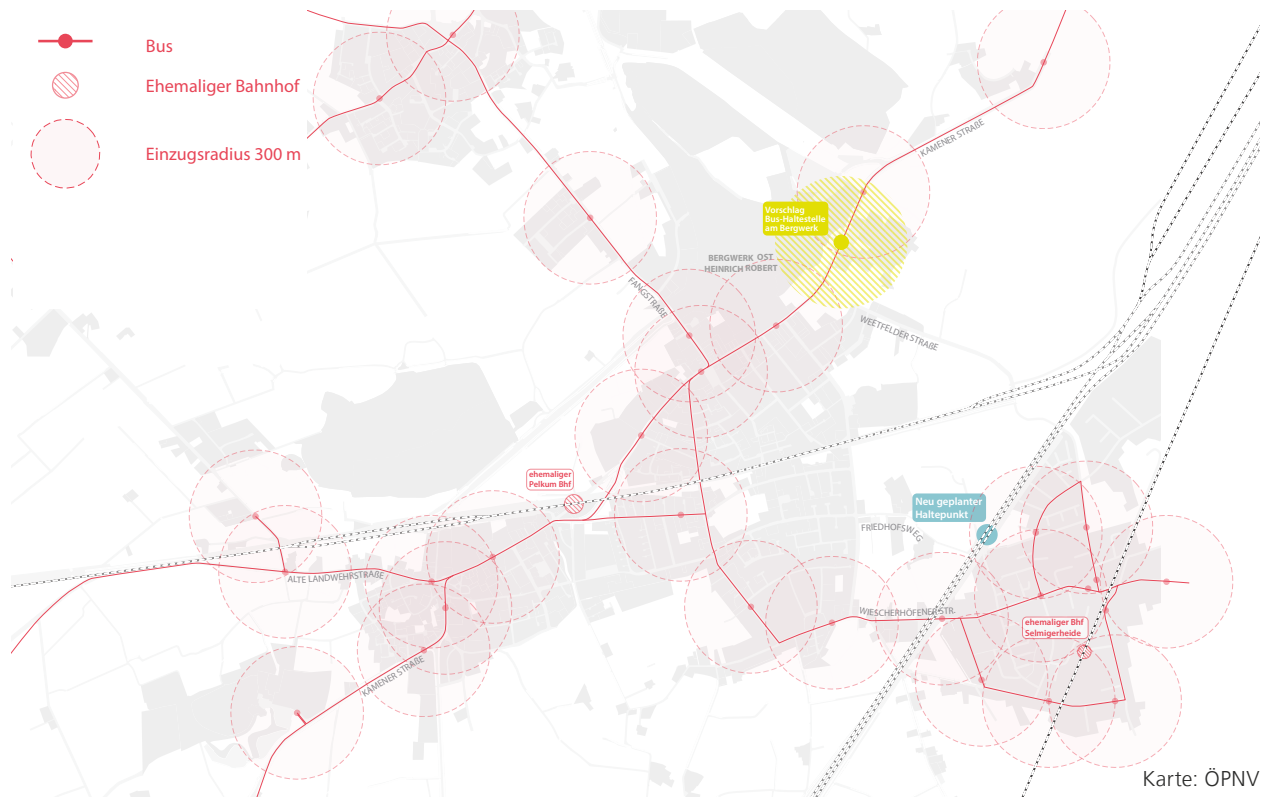 Bus
Ehemaliger Bahnhof
Einzugsradius 300 m
KAMENER STRAßE
Vorschlag
Bus-Haltestelle
am Bergwerk
BERGWERK OST
HEINRICH ROBERT
FANGSTRAßE
WEETFELDER STRAßE
ehemaliger
Pelkum Bhf
Neu geplanter
Haltepunkt
FRIEDHOFSWEG
ALTE LANDWEHRSTRAßE
WIESCHERHÖFENER STR.
ehemaliger Bhf
Selmigerheide
KAMENER STRAßE
Karte: ÖPNV